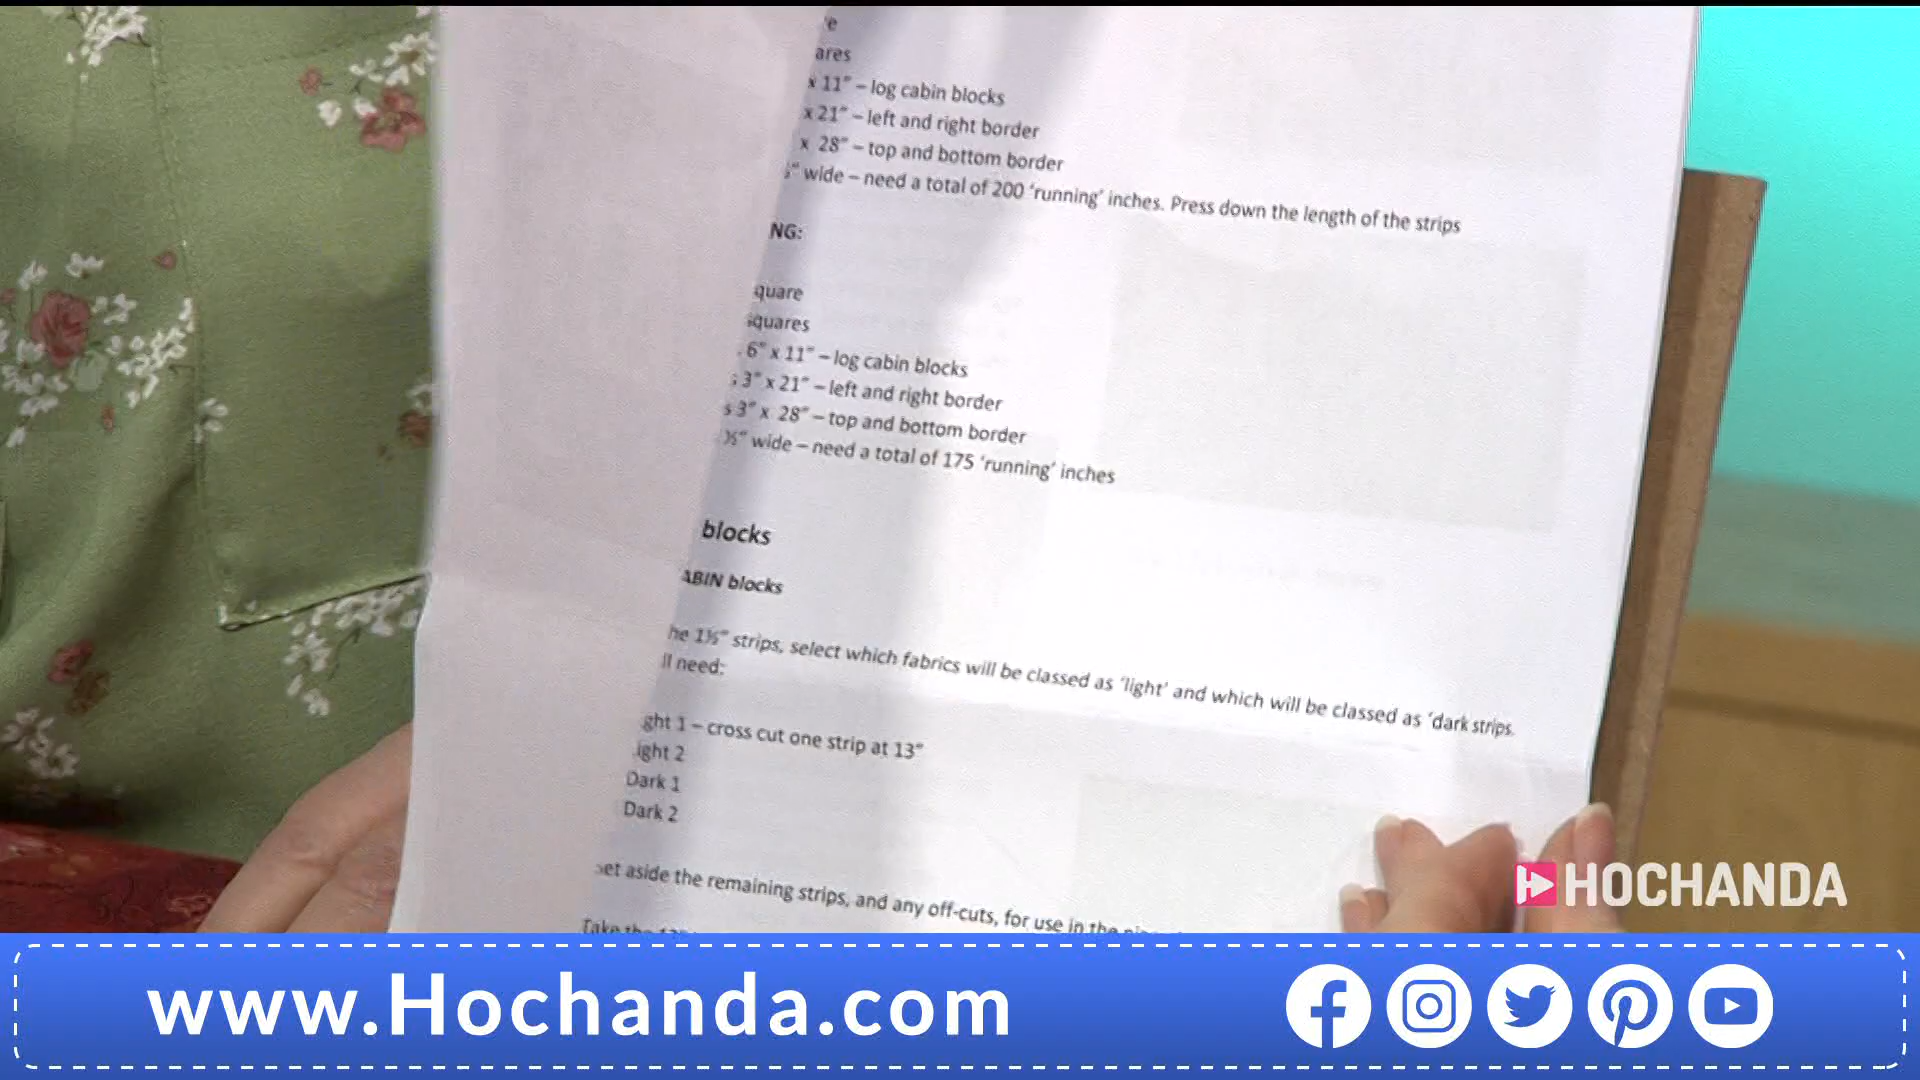 ares
x 11” – log cabin blocks
x 21” – left and right border
x 28” – top and bottom border
wide – need a total of 200 ‘running’ inches. Press down the length of the strips
NG:
quare
squares
6” x 11” – log cabin blocks
3” x 21” – left and right border
s 3” x 28” – top and bottom border
½” wide – need a total of 175 ‘running’ inches
blocks
ABIN blocks
he 1½” strips, select which fabrics will be classed as ‘light’ and which will be classed as ‘dark strips.
ll need:
ght 1 – cross cut one strip at 13”
ight 2
Dark 1
Dark 2
et aside the remaining strips, and any off-cuts, for use in the
HOCHANDA
www.Hochanda.com